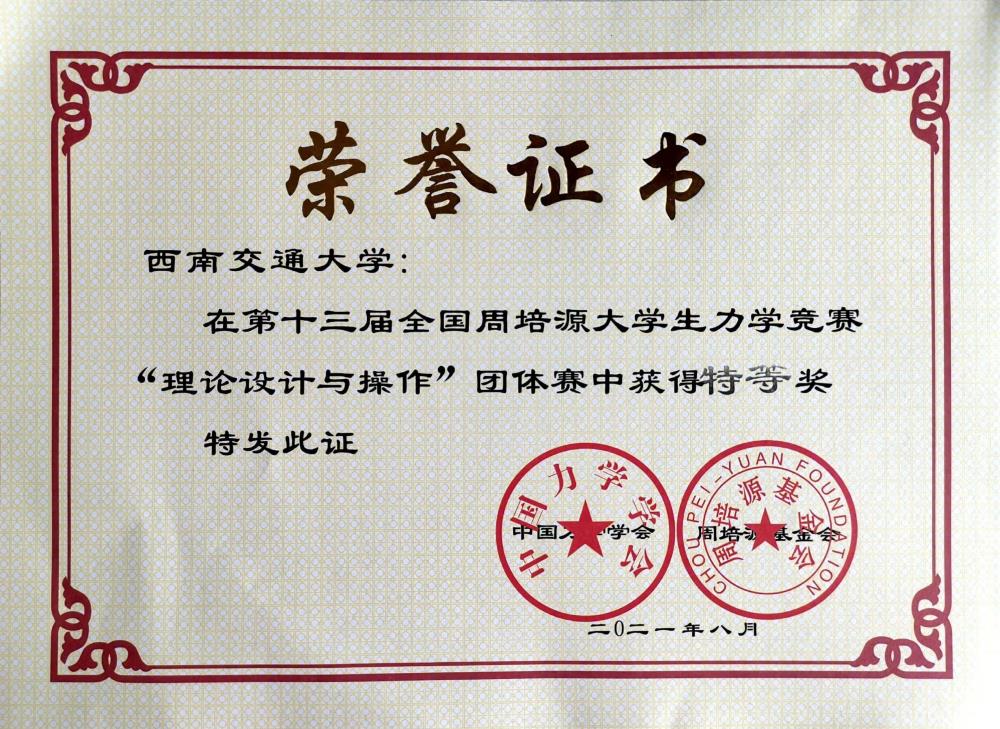 荣誉证书
西南交通大学：
在第十三届全国周培源大学生力学竞赛
“理论设计与操作”团体赛中获得特等奖
特发此证
中国力学学会
中国力学学会
CHOU PEI-YUAN FOUNDATION
周培源基金会
周培源基金会
二〇二一年八月